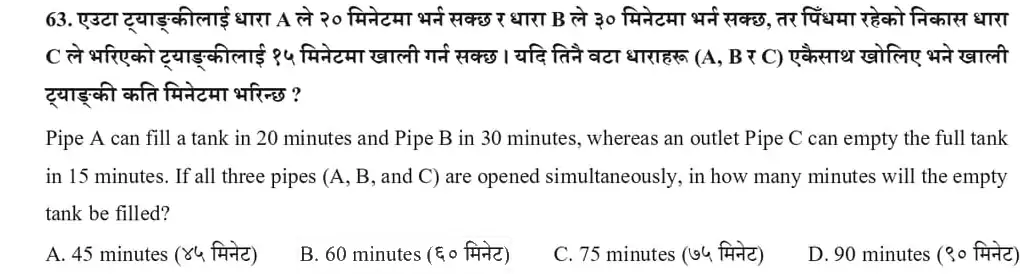 63. एउटा ट्याङ्कीलाई धारा A ले २० मिनेटमा भर्न सक्छ र धारा B ले ३० मिनेटमा भर्न सक्छ, तर पिँधमा रहेको निकास धारा
C ले भरिएको ट्याङ्कीलाई १५ मिनेटमा खाली गर्न सक्छ । यदि तिनै वटा धाराहरू (A, B र C) एकैसाथ खोलिए भने खाली
ट्याङ्की कति मिनेटमा भरिन्छ ?
Pipe A can fill a tank in 20 minutes and Pipe B in 30 minutes, whereas an outlet Pipe C can empty the full tank
in 15 minutes. If all three pipes (A, B, and C) are opened simultaneously, in how many minutes will the empty
tank be filled?
A. 45 minutes (४५ मिनेट) B. 60 minutes (६० मिनेट) C. 75 minutes (७५ मिनेट) D. 90 minutes (९० मिनेट)